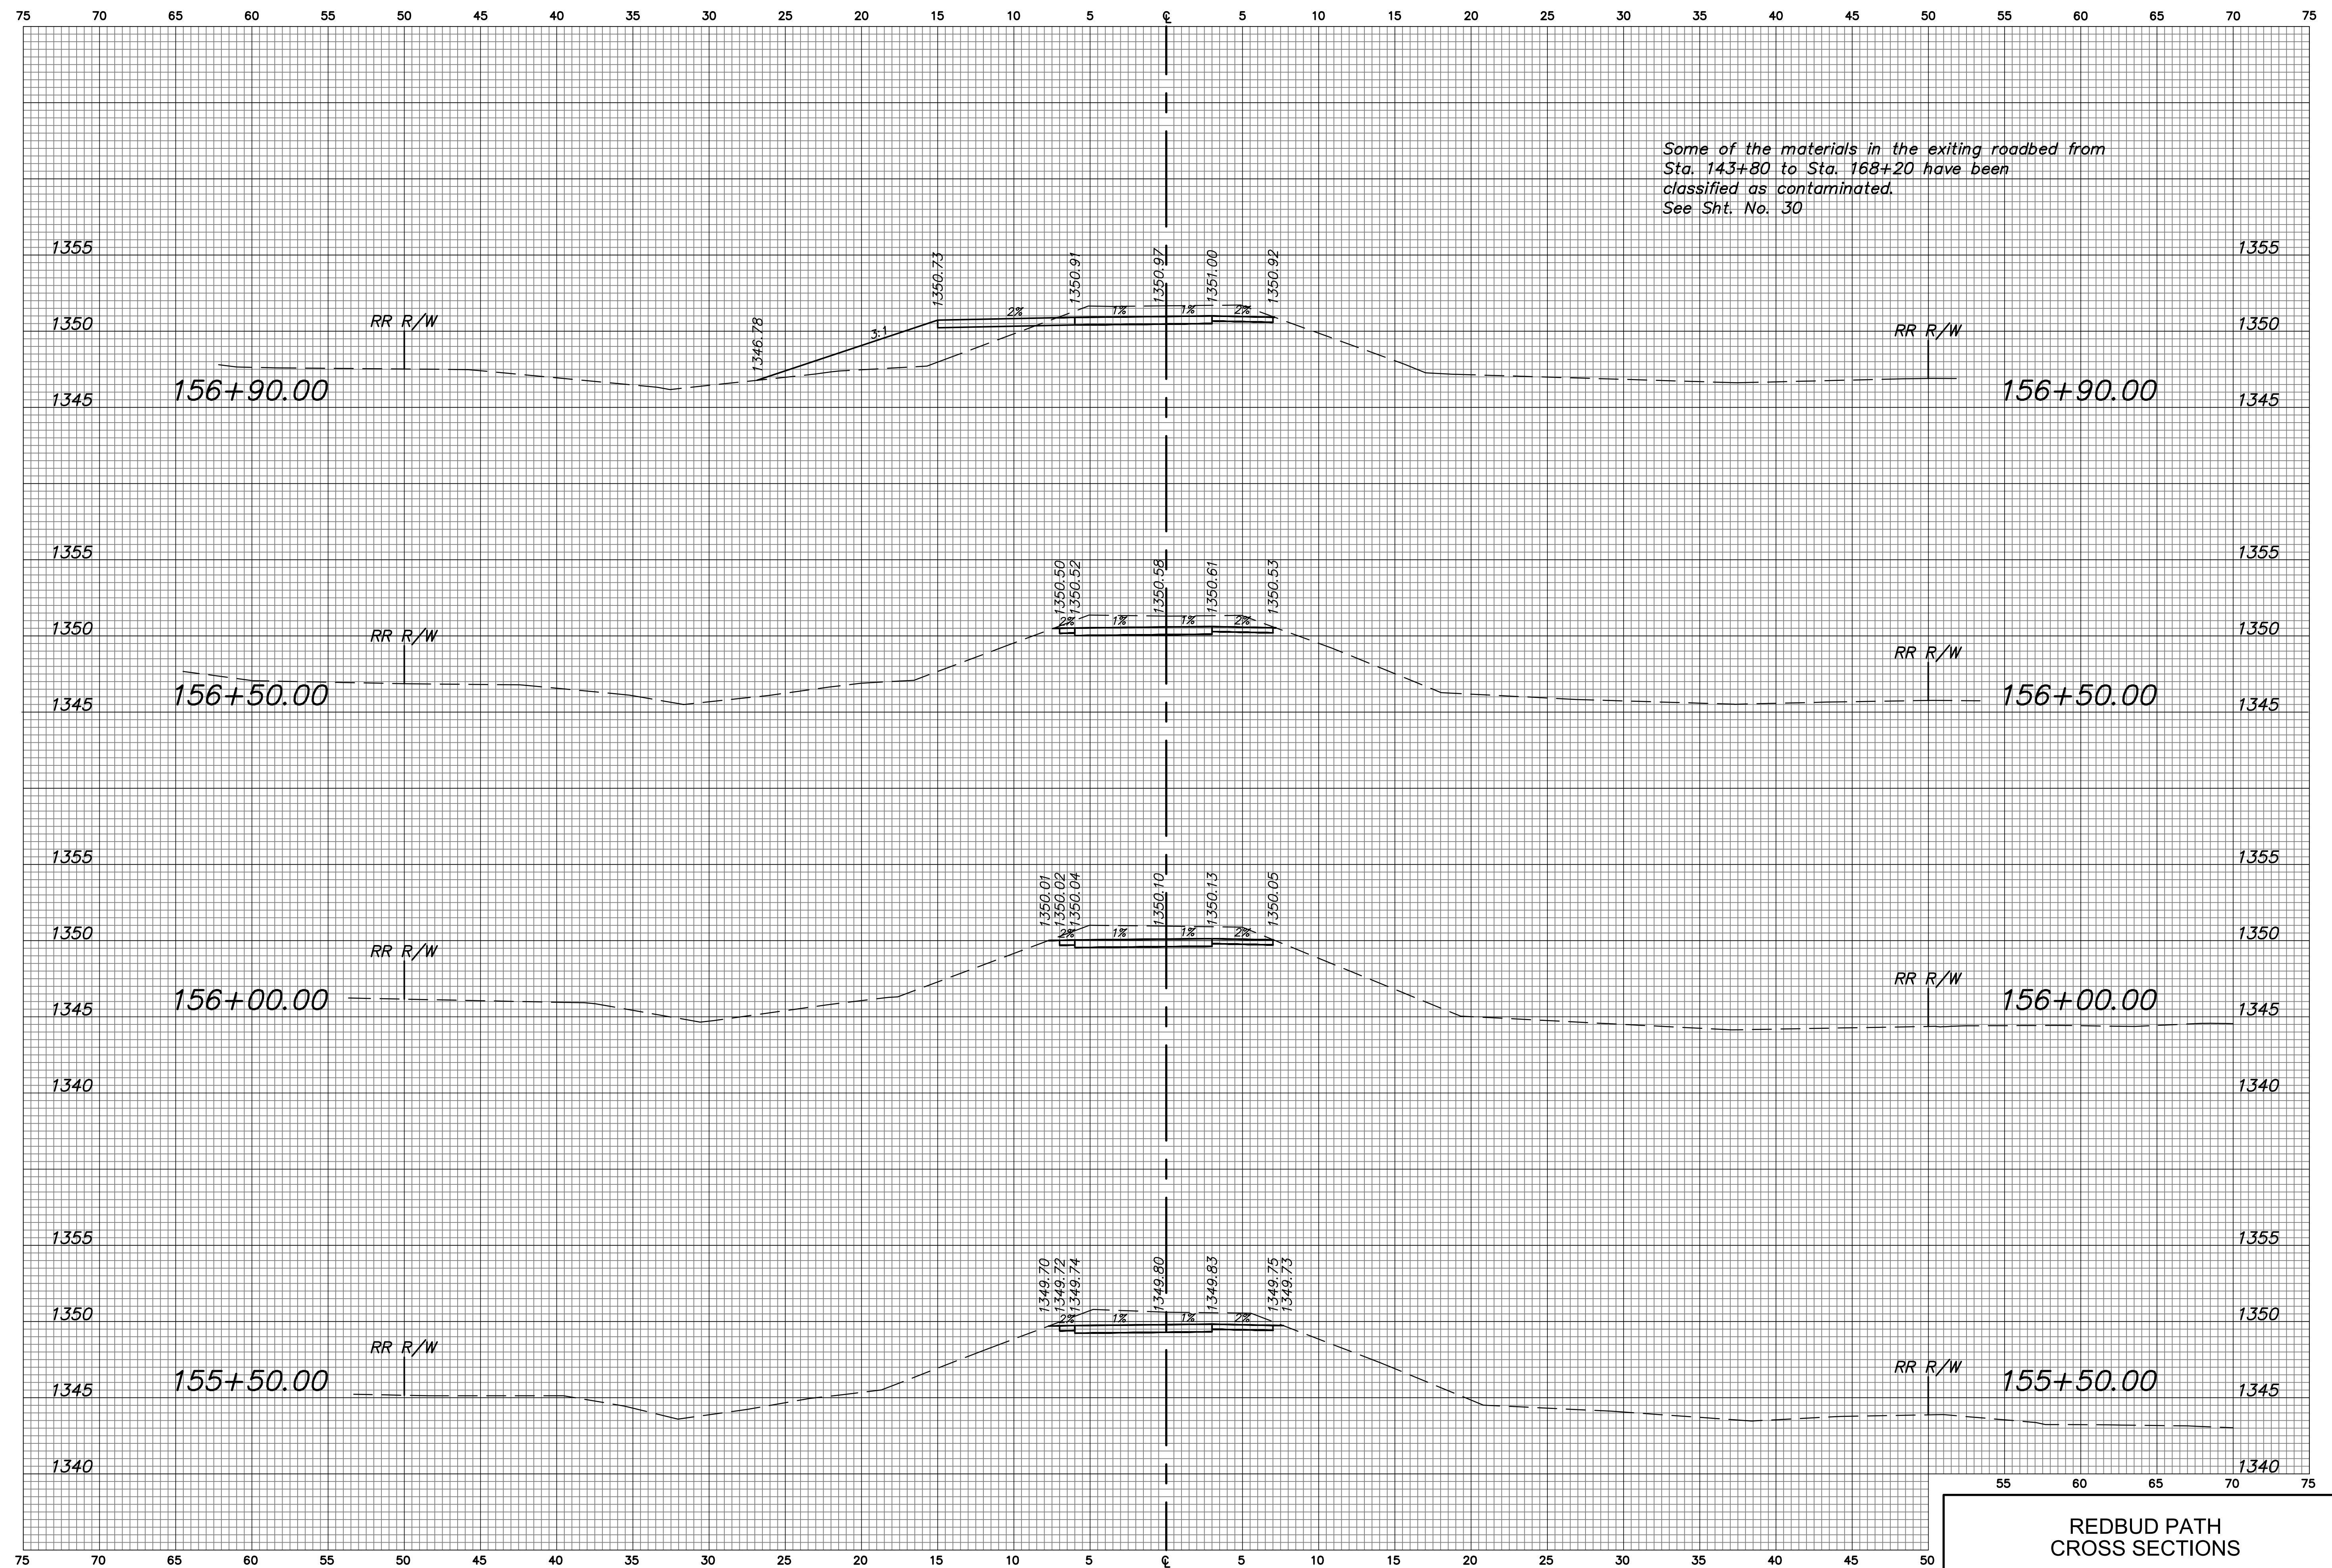 75 70 65 60 55 50 45 40 35 30 25 20 15 10 5 ℄ 5 10 15 20 25 30 35 40 45 50 55 60 65 70 75
Some of the materials in the exiting roadbed from
Sta. 143+80 to Sta. 168+20 have been
classified as contaminated.
See Sht. No. 30
1355 1355
1346.78 1350.73 1350.91 1350.97 1351.00 1350.92
3:1 2% 1% 1% 2%
1350 RR R/W RR R/W 1350
156+90.00 156+90.00
1345 1345
1355 1355
1350.50 1350.52 1350.58 1350.61 1350.53
2% 1% 1% 2%
1350 RR R/W RR R/W 1350
156+50.00 156+50.00
1345 1345
1355 1355
1350.01 1350.02 1350.04 1350.10 1350.13 1350.05
2% 1% 1% 2%
1350 RR R/W RR R/W 1350
156+00.00 156+00.00
1345 1345
1340 1340
1355 1355
1349.70 1349.72 1349.74 1349.80 1349.83 1349.75 1349.73
1350 2% 1% 1% 2% 1350
RR R/W RR R/W
155+50.00 155+50.00
1345 1345
1340 1340
55 60 65 70 75
REDBUD PATH
CROSS SECTIONS
75 70 65 60 55 50 45 40 35 30 25 20 15 10 5 ℄ 5 10 15 20 25 30 35 40 45 50